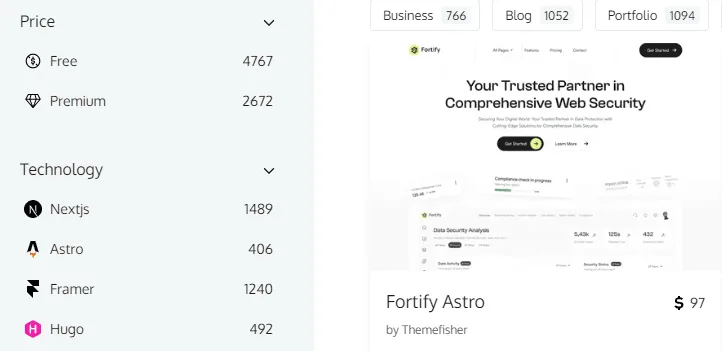 Price
Free 4767
Premium 2672
Technology
Nextjs 1489
Astro 406
Framer 1240
Hugo 492
Business 766
Blog 1052
Portfolio 1094
Fortify
All Pages Features Pricing Contact
Get Started
Your Trusted Partner in
Comprehensive Web Security
Securing Your Digital World: Your Trusted Partner in Data Protection with
Cutting-Edge Solutions for Comprehensive Data Security.
Get Started Learn More
Compliance check in progress
Fortify
Data Security Analysis
5,43k 125s 432
Data Activity
Security Status
Fortify Astro
$ 97
by Themefisher